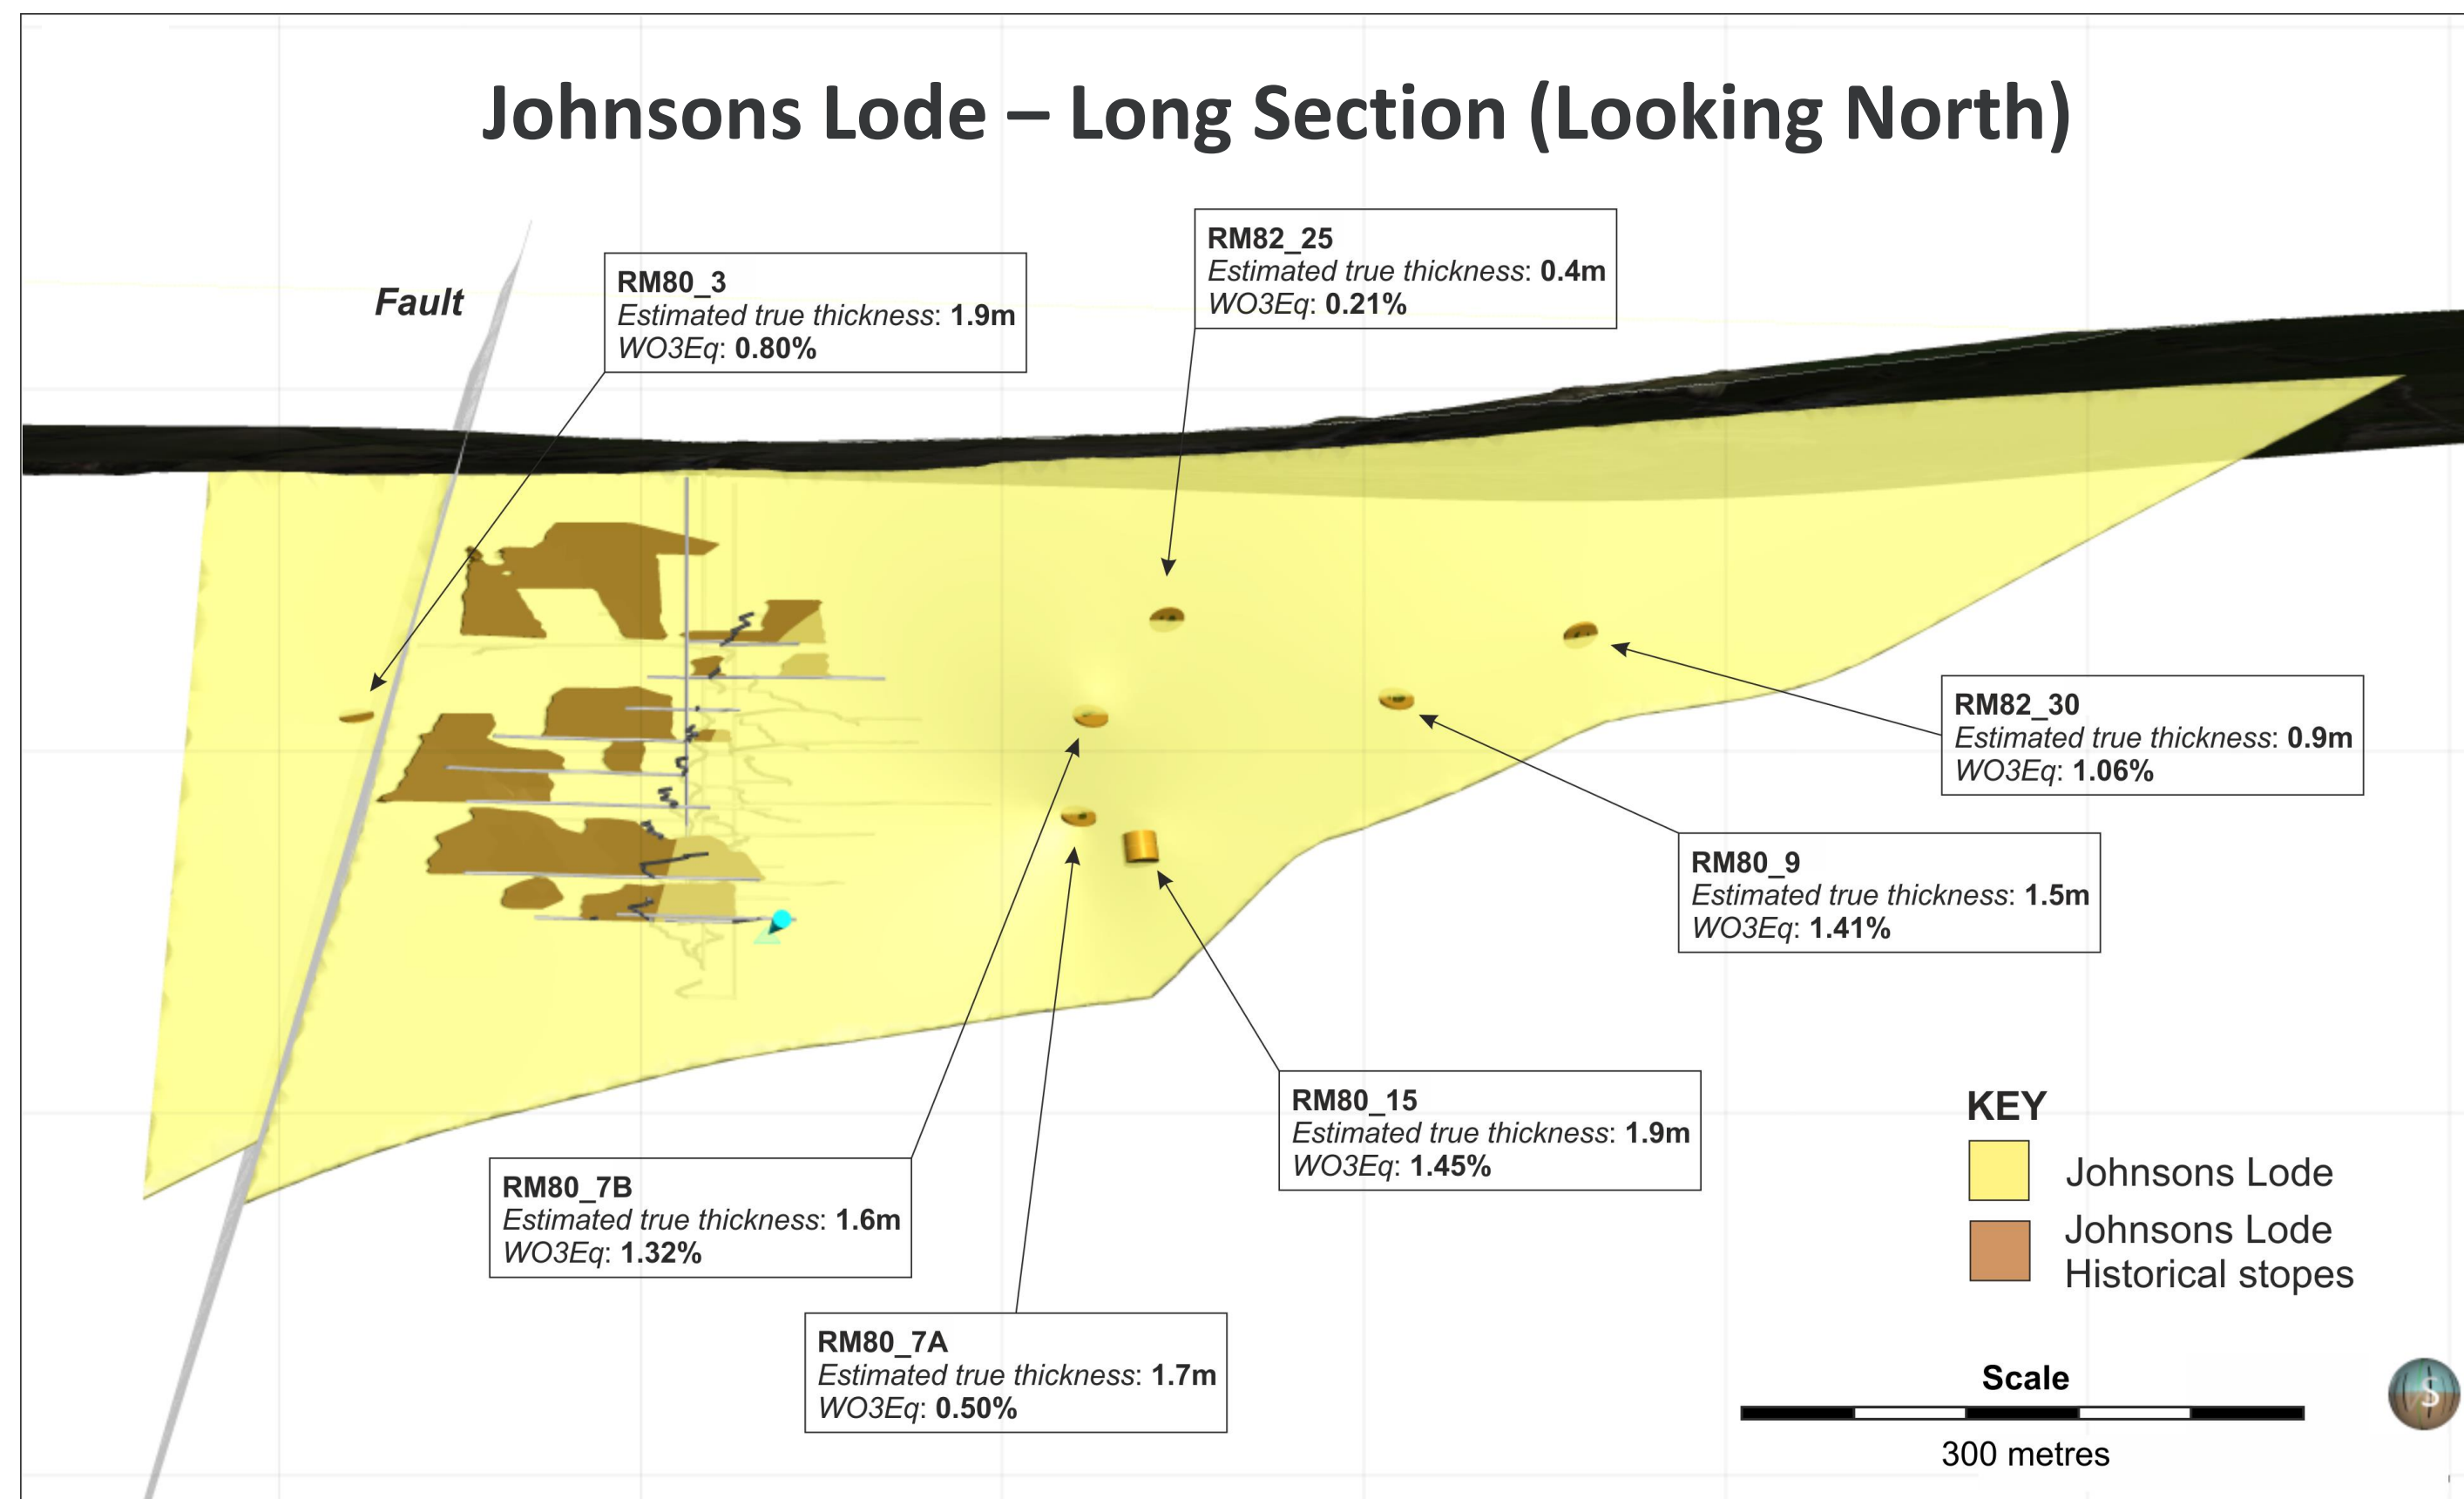 Johnsons Lode – Long Section (Looking North)
RM82_25
Estimated true thickness: 0.4m
WO3Eq: 0.21%
Fault
RM80_3
Estimated true thickness: 1.9m
WO3Eq: 0.80%
RM82_30
Estimated true thickness: 0.9m
WO3Eq: 1.06%
RM80_9
Estimated true thickness: 1.5m
WO3Eq: 1.41%
RM80_15
Estimated true thickness: 1.9m
WO3Eq: 1.45%
RM80_7B
Estimated true thickness: 1.6m
WO3Eq: 1.32%
RM80_7A
Estimated true thickness: 1.7m
WO3Eq: 0.50%
KEY
Johnsons Lode
Johnsons Lode
Historical stopes
Scale
300 metres
S